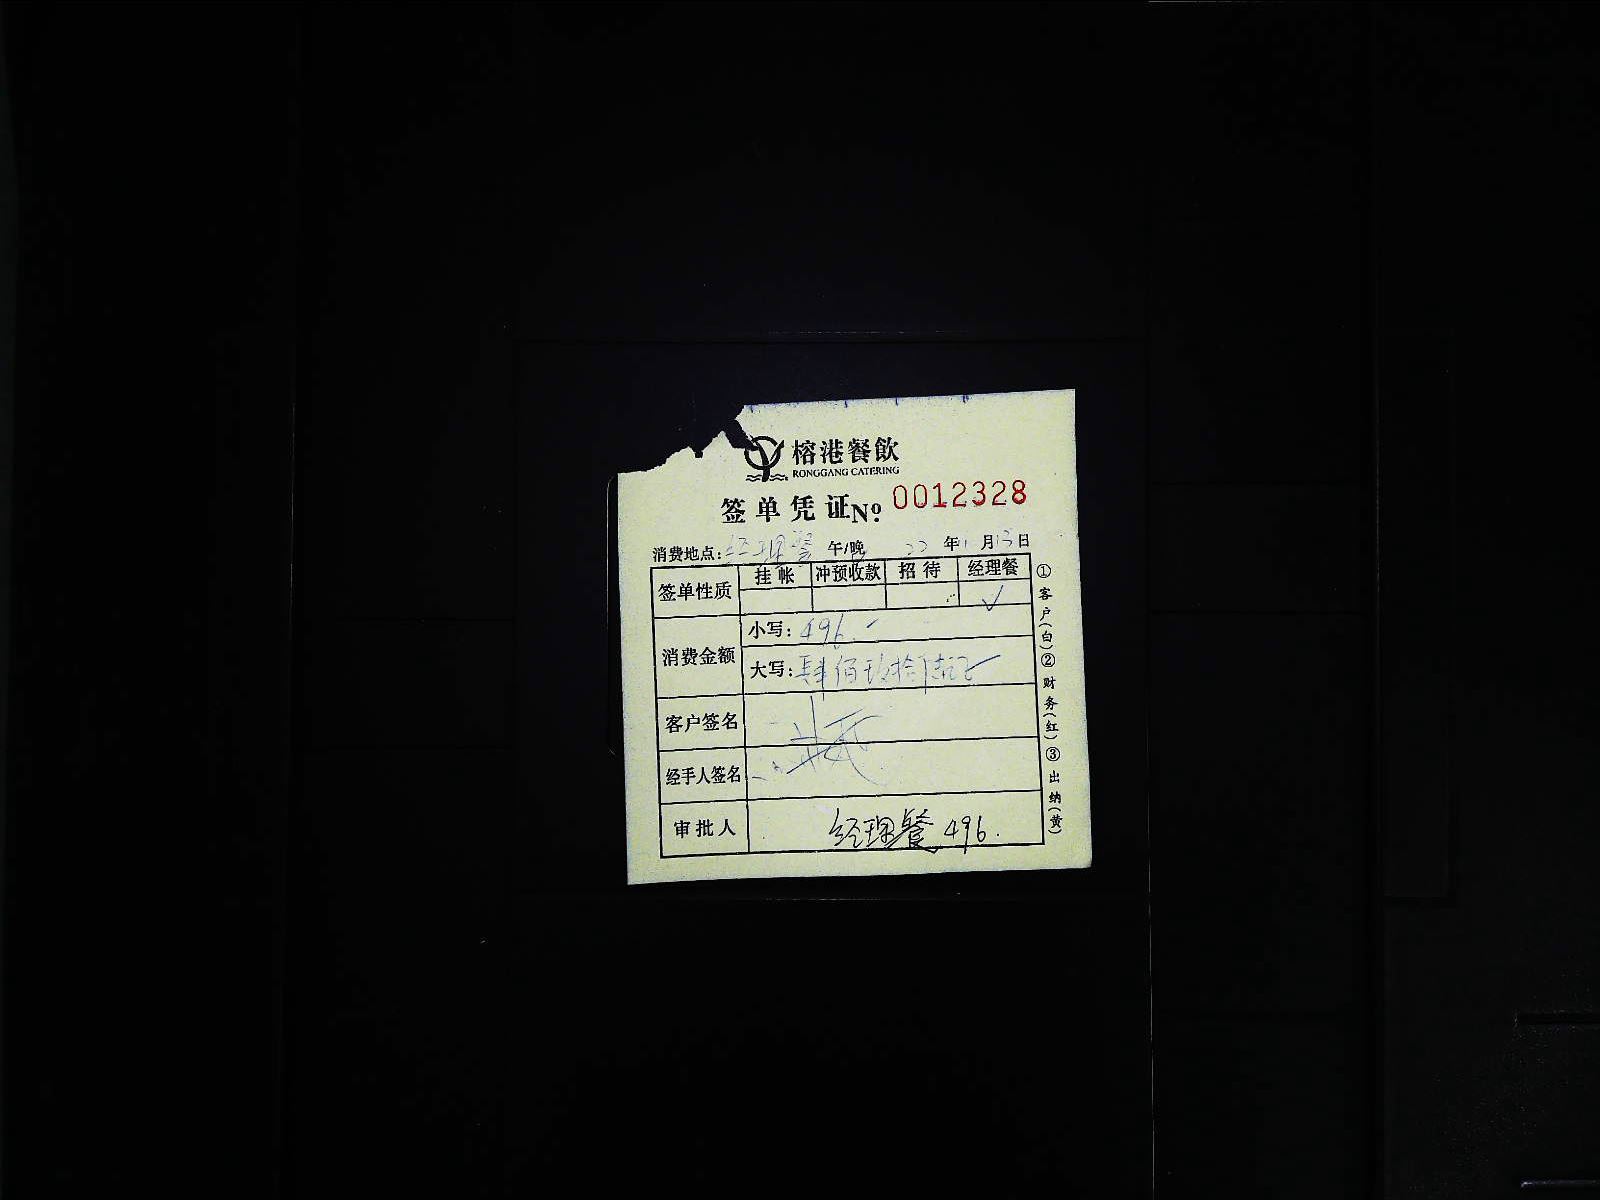 榕港餐飲
RONGGANG CATERING
签单凭证 No. 0012328
消费地点: 经理餐 午/晚 22 年 月 13 日
签单性质 挂帐 冲预收款 招待 经理餐
✓
消费金额 小写: 496.-
大写: 肆佰玖拾陆元
客户签名
经手人签名
审批人 经理餐 496.
①客户(白)②财务(红)③出纳(黄)